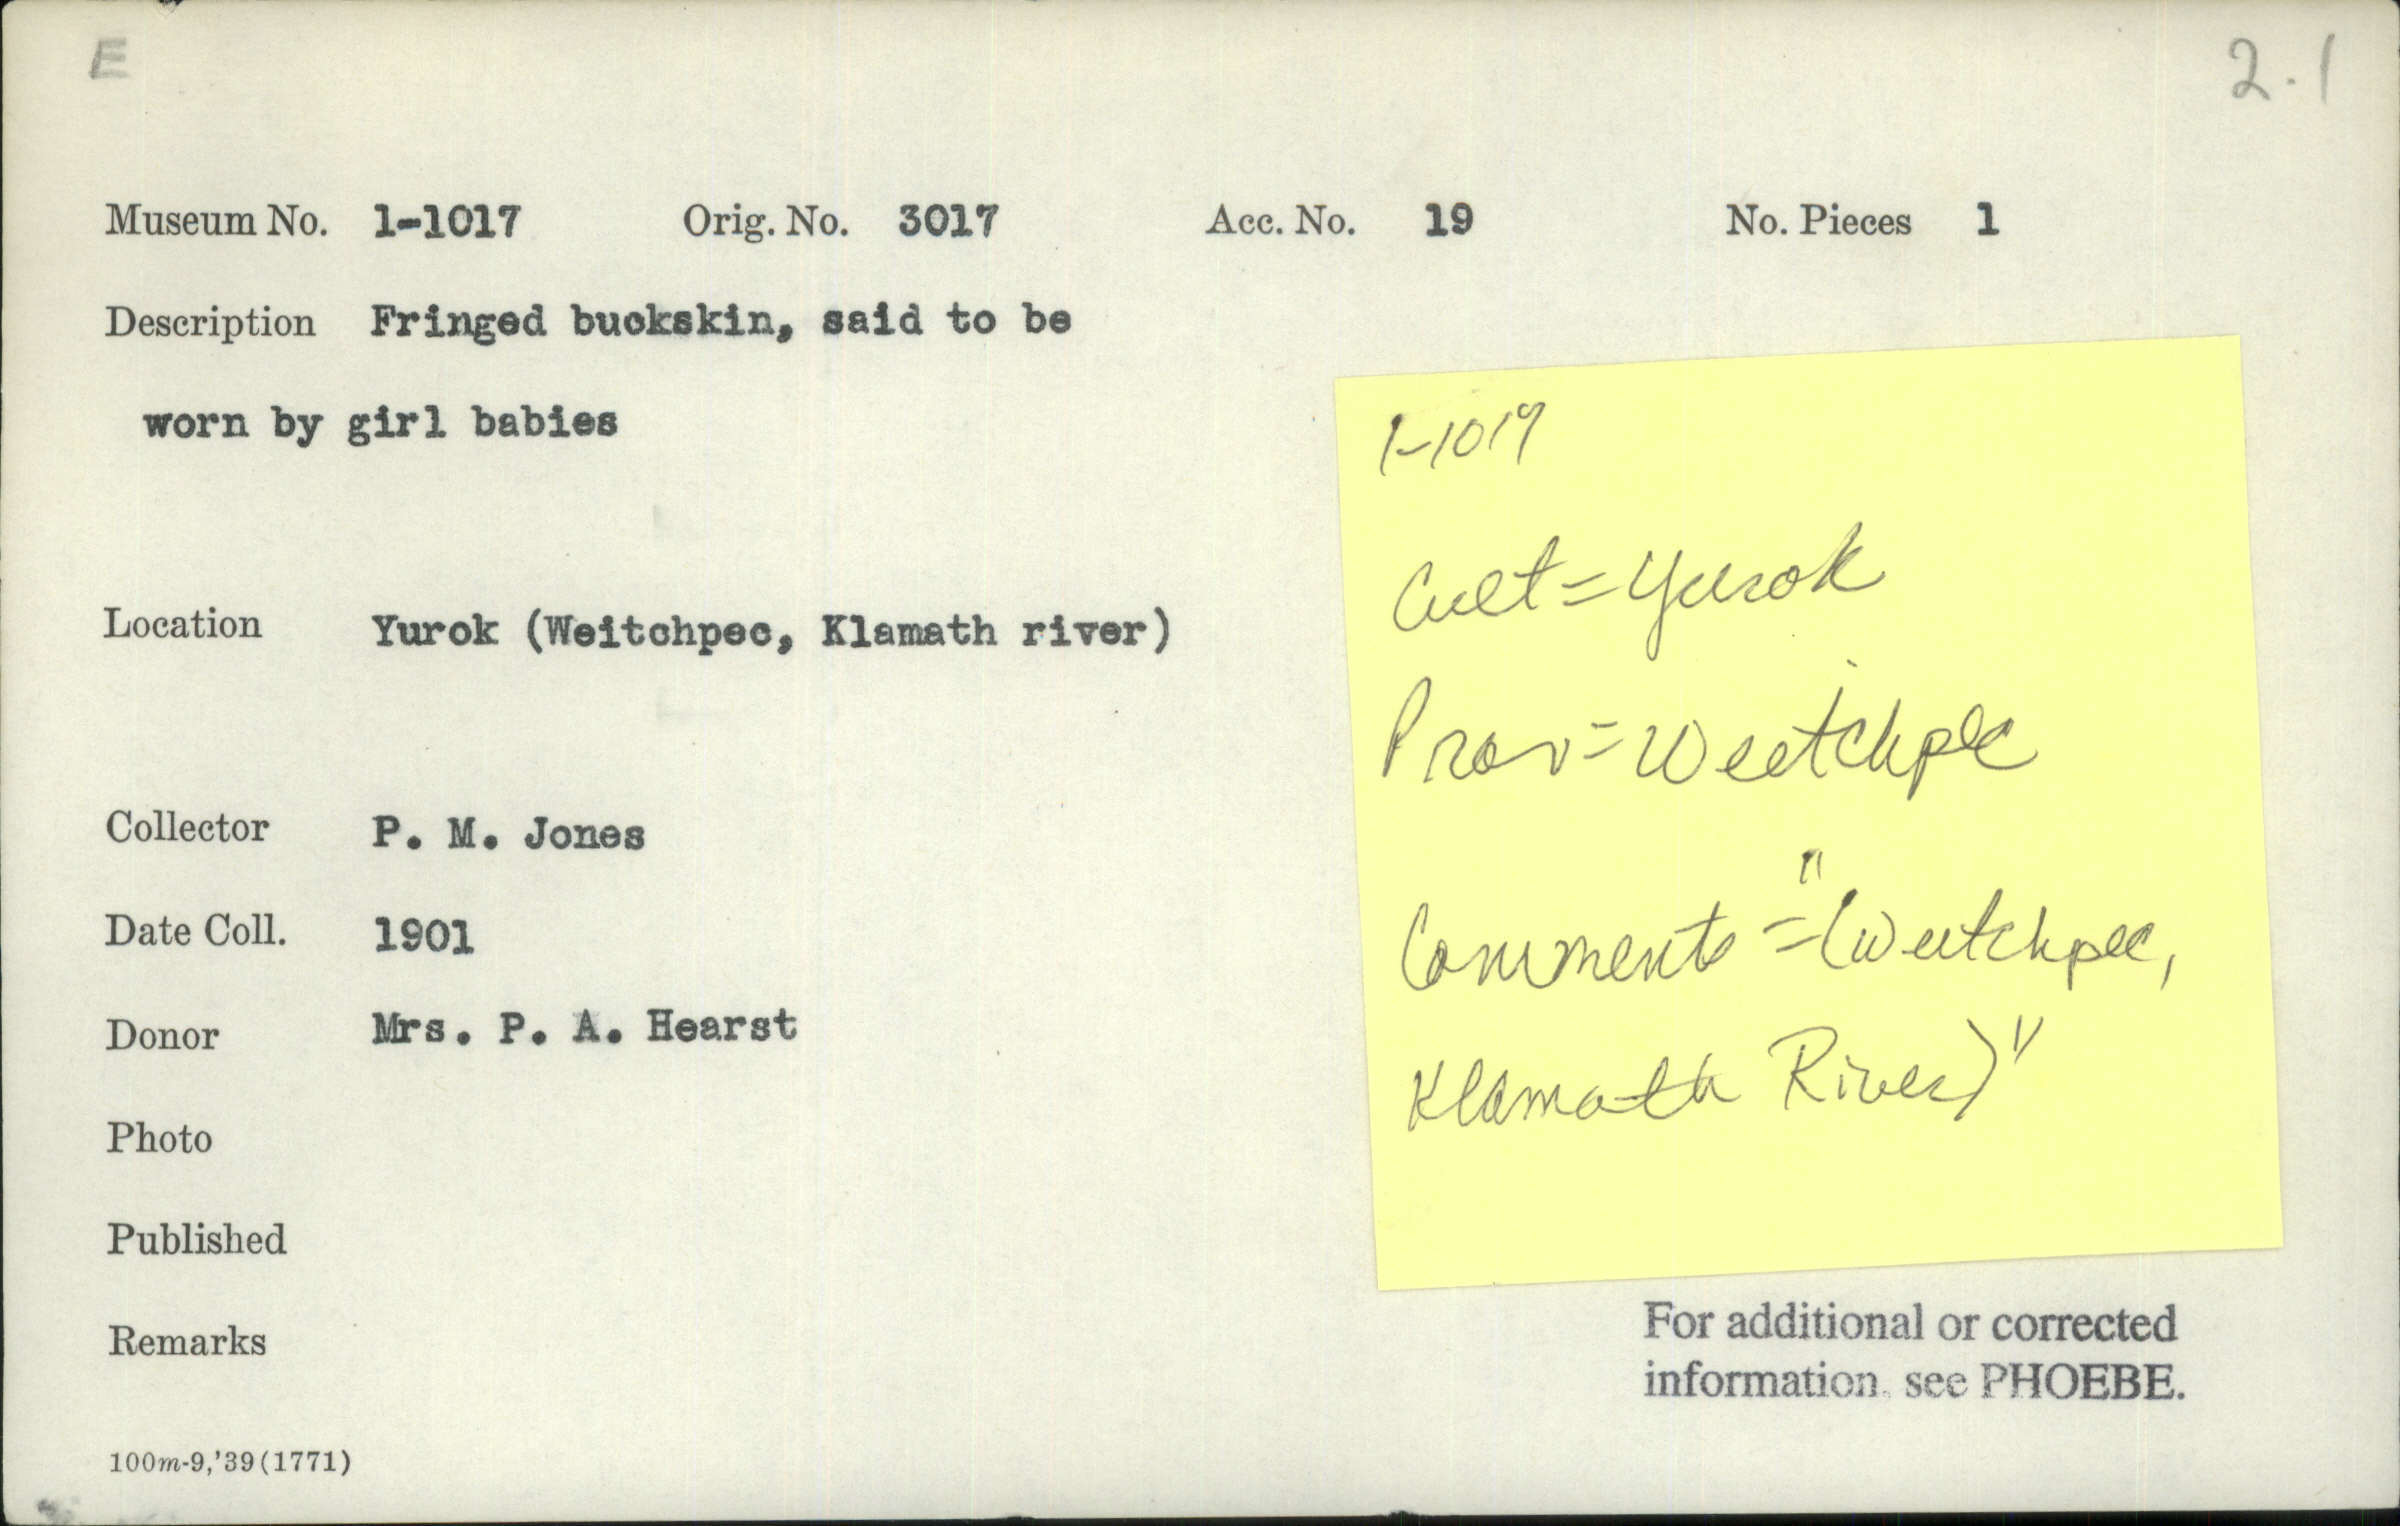 E
2.1
Museum No. 1-1017 Orig. No. 3017 Acc. No. 19 No. Pieces 1
Description Fringed buckskin, said to be
worn by girl babies
Location Yurok (Weitchpec, Klamath river)
Collector P. M. Jones
Date Coll. 1901
Donor Mrs. P. A. Hearst
Photo
Published
Remarks
100m-9,'39(1771)
1-1017
Cult=Yurok
Prov=Weitchpec
Comments="(Weitchpec,
Klamath River)"
For additional or corrected
information see PHOEBE.